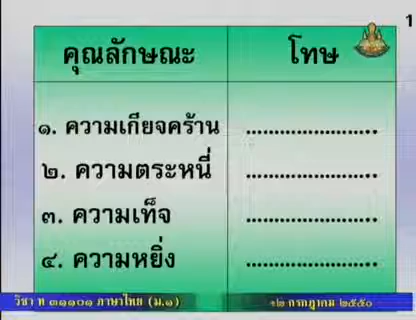 1
คุณลักษณะ โทษ
๑. ความเกียจคร้าน ........................
๒. ความตระหนี่ ........................
๓. ความเท็จ ........................
๔. ความหยิ่ง ........................
วิชา ท ๓๑๑๐๑ ภาษาไทย (ม.๑) ๑๒ กรกฎาคม ๒๕๕๐